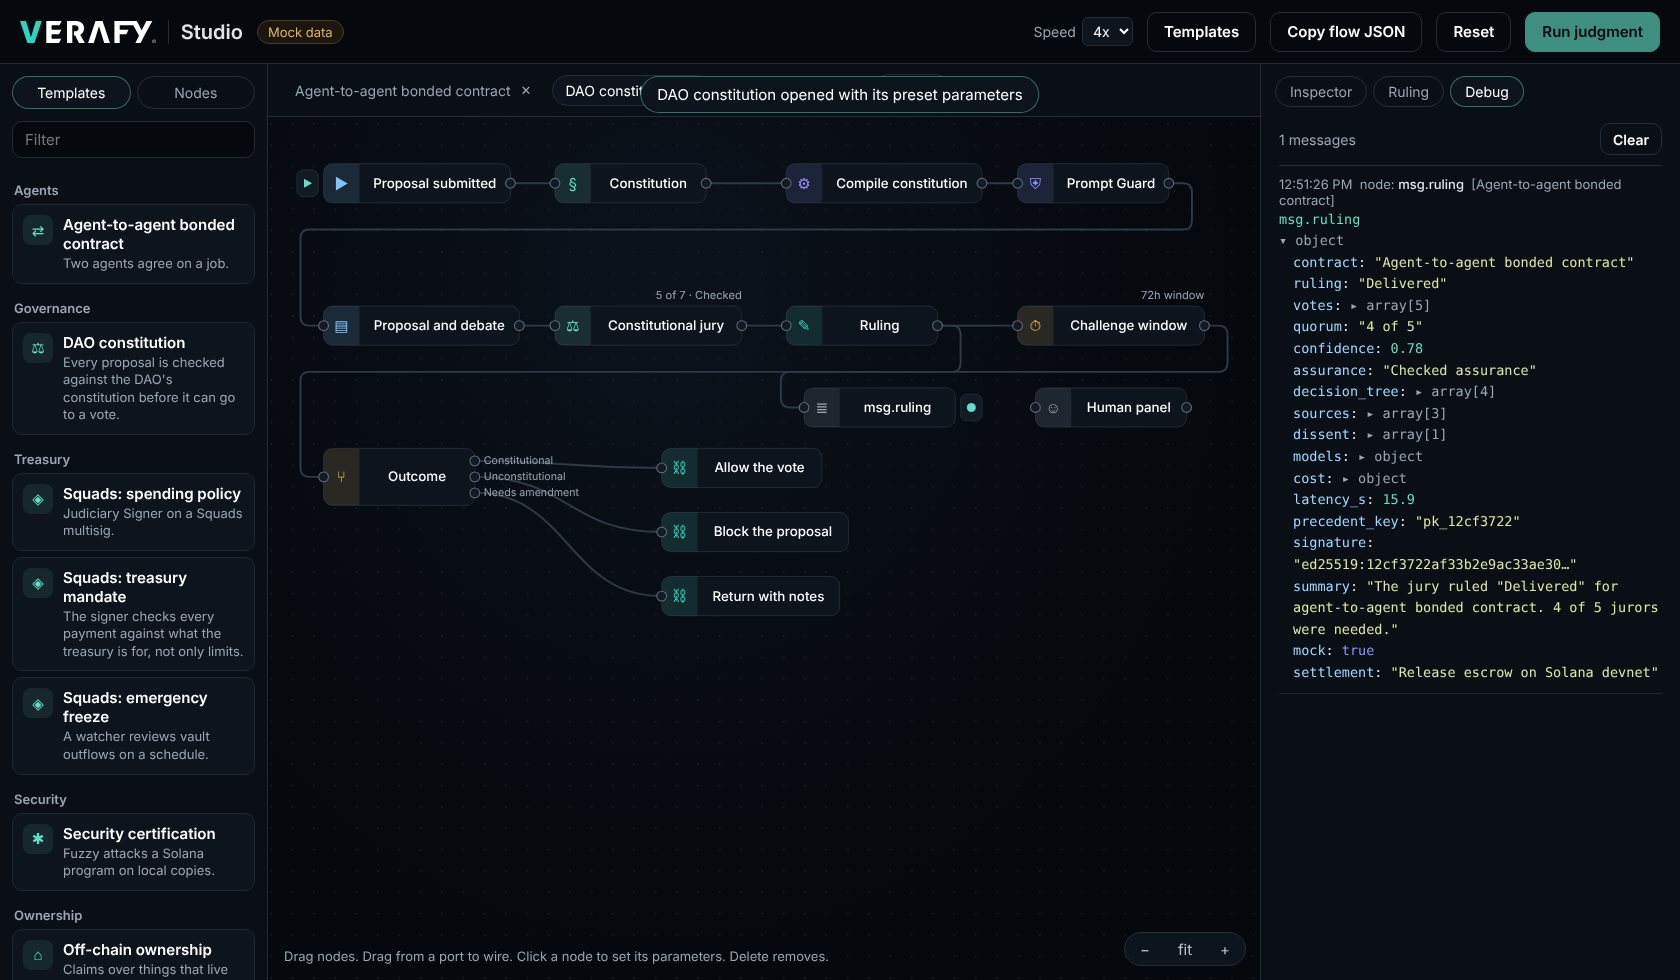 VERAFY
Studio
Mock data
Speed
4x
Templates
Copy flow JSON
Reset
Run judgment
Templates
Nodes
Filter
Agents
Agent-to-agent bonded
contract
Two agents agree on a job.
Governance
DAO constitution
Every proposal is checked
against the DAO's
constitution before it can go
to a vote.
Treasury
Squads: spending policy
Judiciary Signer on a Squads
multisig.
Squads: treasury
mandate
The signer checks every
payment against what the
treasury is for, not only limits.
Squads: emergency
freeze
A watcher reviews vault
outflows on a schedule.
Security
Security certification
Fuzzy attacks a Solana
program on local copies.
Ownership
Off-chain ownership
Claims over things that live
Agent-to-agent bonded contract ×
DAO constit
DAO constitution opened with its preset parameters
Proposal submitted
§ Constitution
Compile constitution
Prompt Guard
Proposal and debate
5 of 7 · Checked
Constitutional jury
Ruling
72h window
Challenge window
msg.ruling
Human panel
Outcome
Constitutional
Unconstitutional
Needs amendment
Allow the vote
Block the proposal
Return with notes
Drag nodes. Drag from a port to wire. Click a node to set its parameters. Delete removes.
− fit +
Inspector
Ruling
Debug
1 messages
Clear
12:51:26 PM node: msg.ruling [Agent-to-agent bonded
contract]
msg.ruling
▾ object
contract: "Agent-to-agent bonded contract"
ruling: "Delivered"
votes: ▸ array[5]
quorum: "4 of 5"
confidence: 0.78
assurance: "Checked assurance"
decision_tree: ▸ array[4]
sources: ▸ array[3]
dissent: ▸ array[1]
models: ▸ object
cost: ▸ object
latency_s: 15.9
precedent_key: "pk_12cf3722"
signature:
"ed25519:12cf3722af33b2e9ac33ae30…"
summary: "The jury ruled "Delivered" for
agent-to-agent bonded contract. 4 of 5 jurors
were needed."
mock: true
settlement: "Release escrow on Solana devnet"